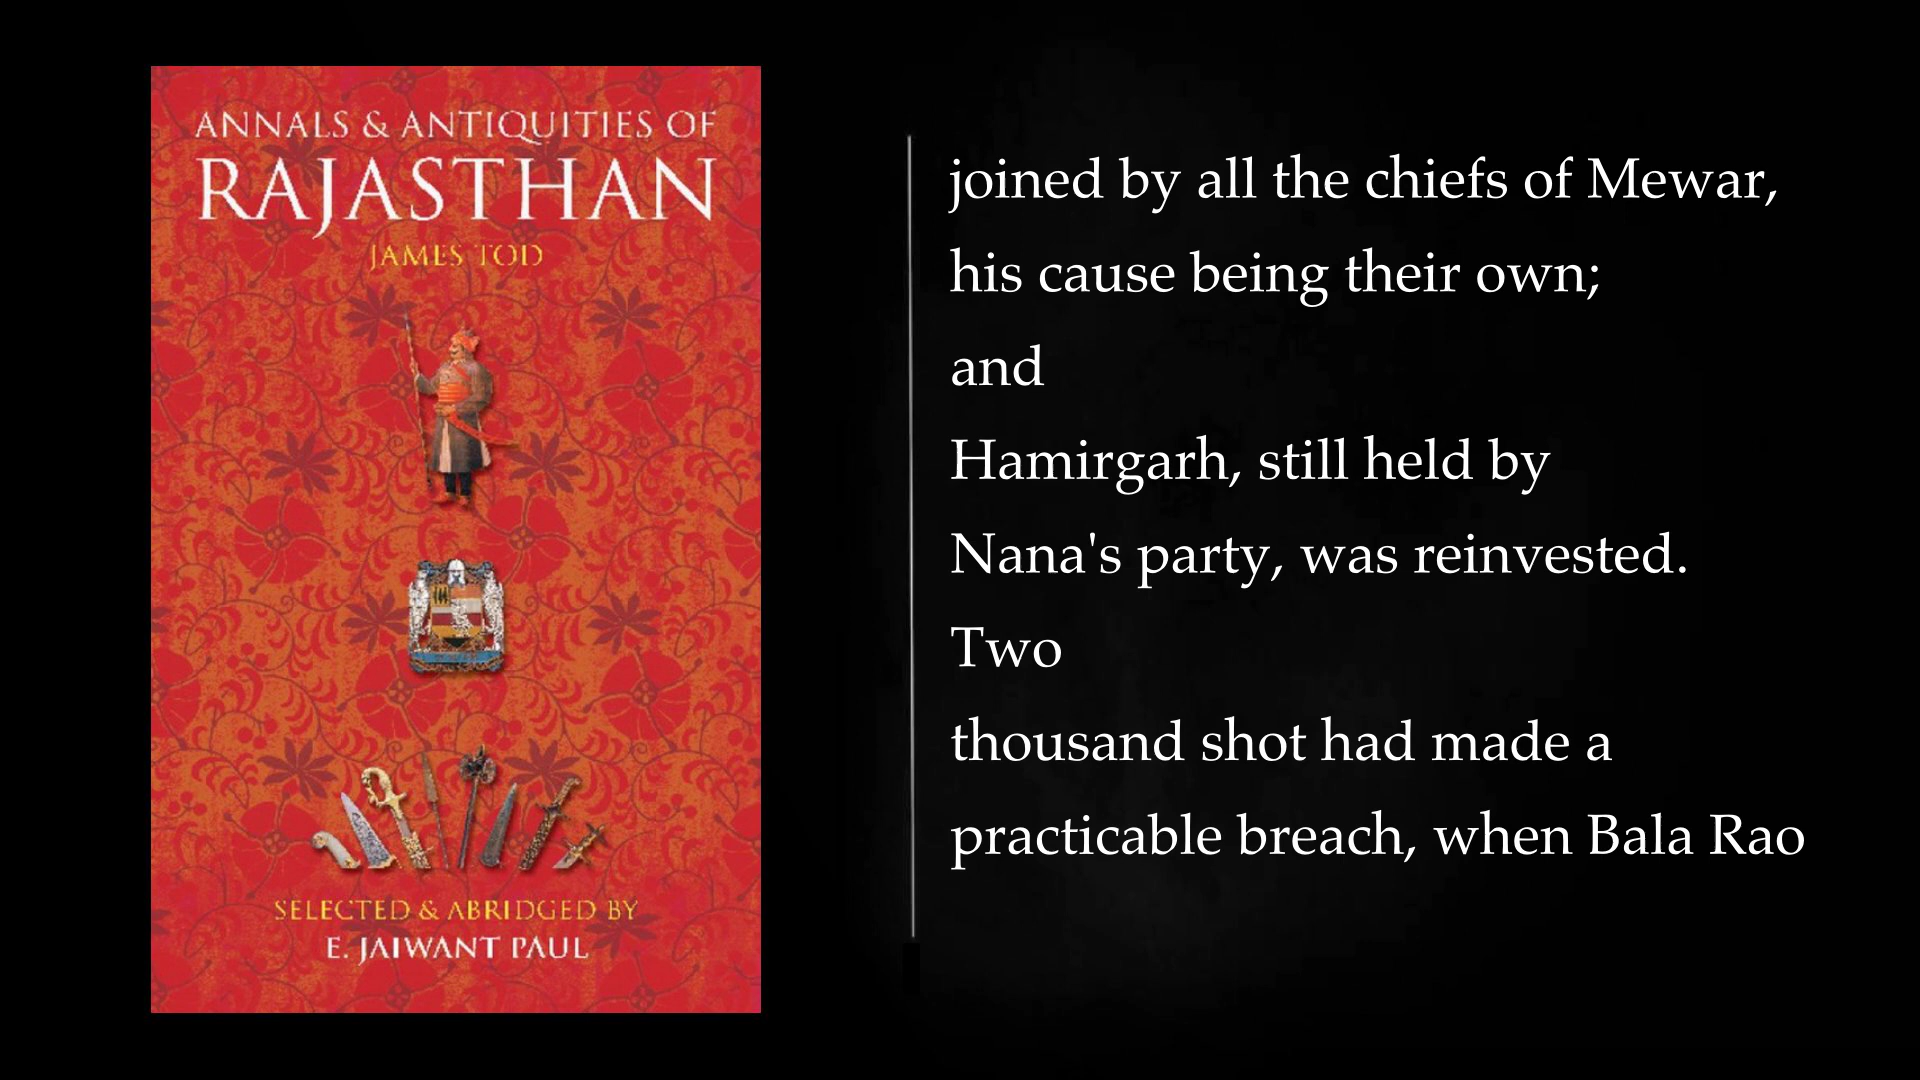 ANNALS & ANTIQUITIES OF
RAJASTHAN
JAMES TOD
SELECTED & ABRIDGED BY
E. JAIWANT PAUL
joined by all the chiefs of Mewar,
his cause being their own;
and
Hamirgarh, still held by
Nana's party, was reinvested.
Two
thousand shot had made a
practicable breach, when Bala Rao